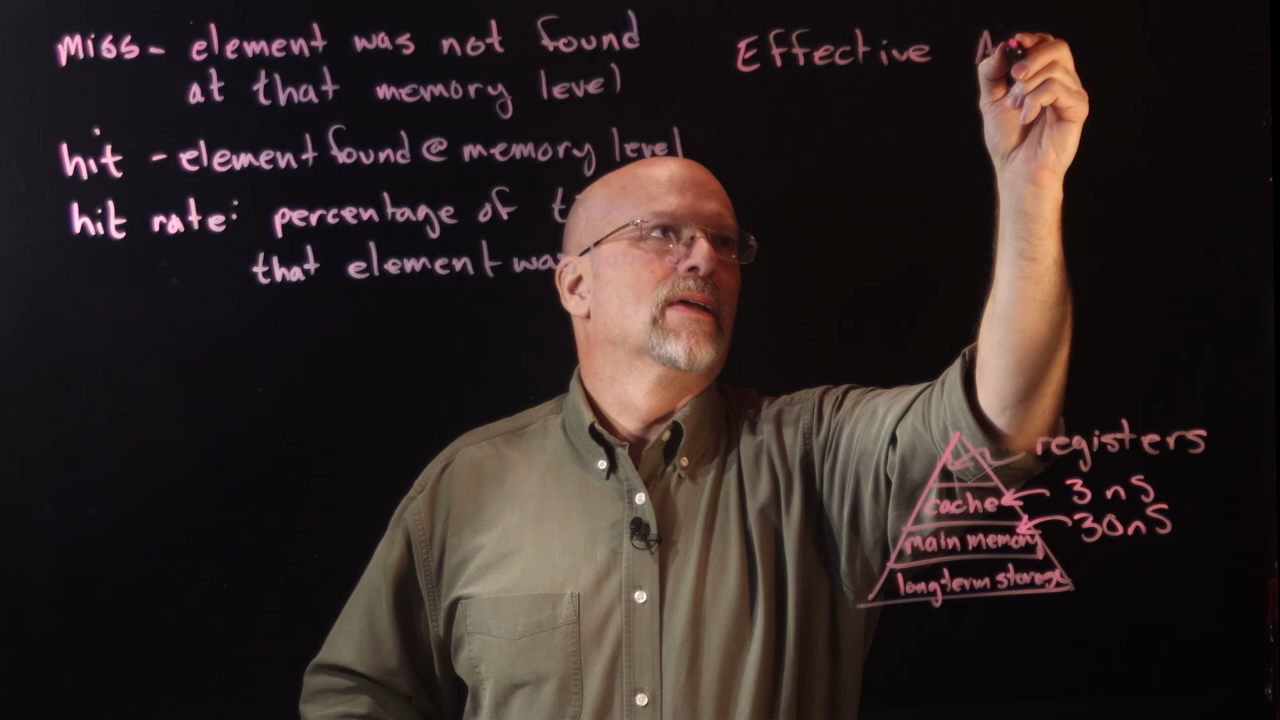 miss - element was not found
at that memory level
hit - element found @ memory level
hit rate: percentage of
that element was
Effective A
registers
cache
3 nS
30nS
main memory
long term storage